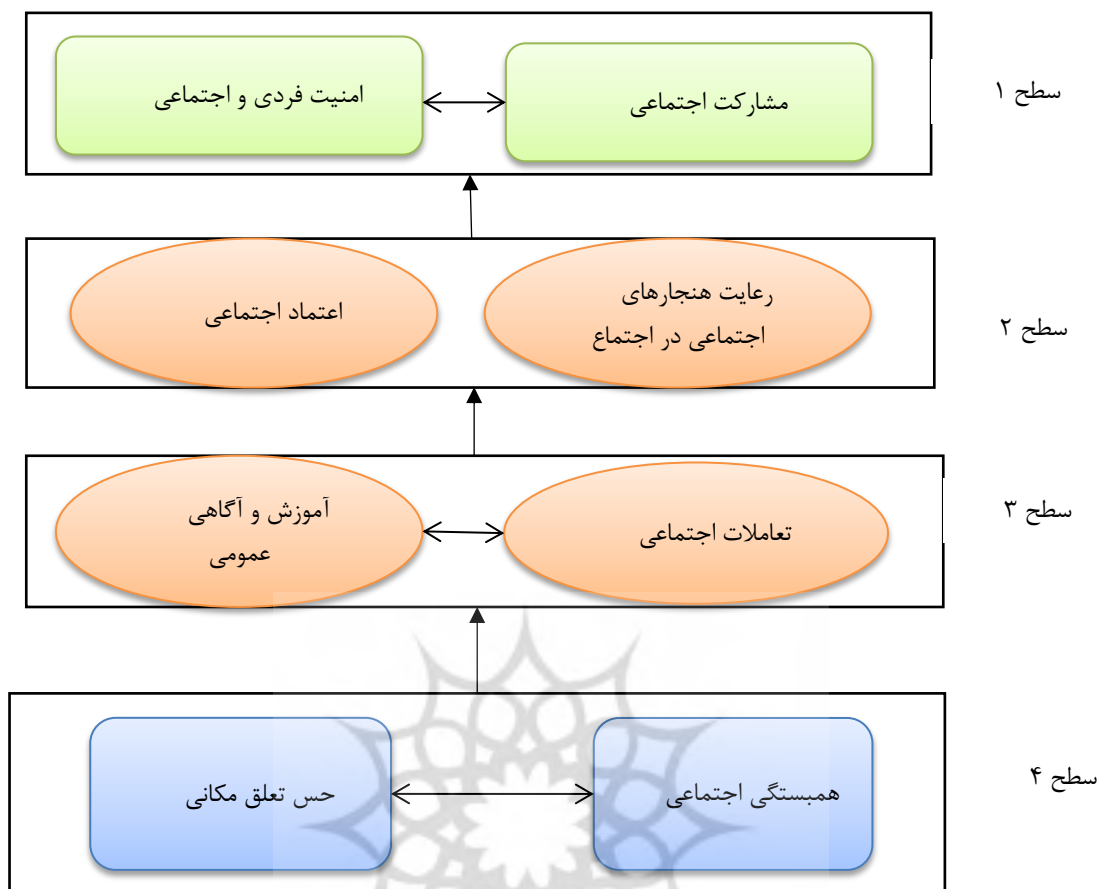 مشارکت اجتماعی
امنیت فردی و اجتماعی
سطح ۱
رعایت هنجارهای
اجتماعی در اجتماع
اعتماد اجتماعی
سطح ۲
تعاملات اجتماعی
آموزش و آگاهی
عمومی
سطح ۳
همبستگی اجتماعی
حس تعلق مکانی
سطح ۴